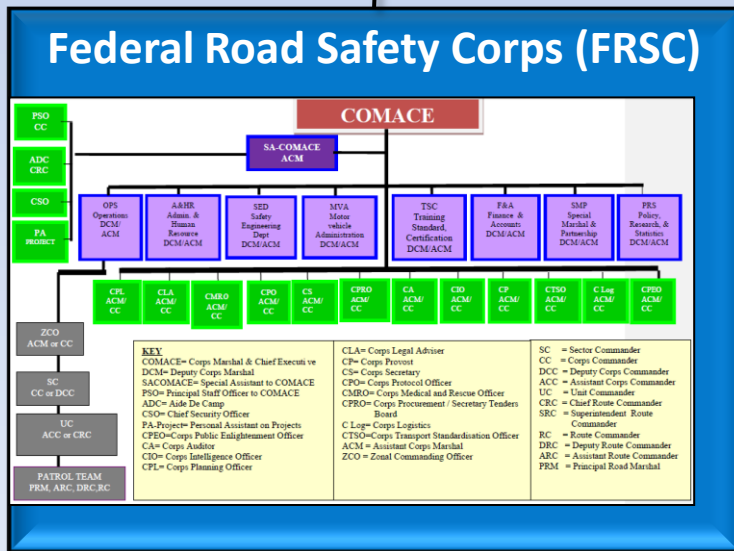 Federal Road Safety Corps (FRSC)
COMACE
PSO
CC
SA-COMACE
ACM
ADC
CRC
CSO
PA
PROJECT
OPS
Operations
DCM/
ACM
A&HR
Admin. &
Human
Resource
DCM/ACM
SED
Safety
Engineering
Dept
DCM/ACM
MVA
Motor
vehicle
Administration
DCM/ACM
TSC
Training
Standard,
Certification
DCM/ACM
F&A
Finance &
Accounts
DCM/ACM
SMP
Special
Marshal &
Partnership
DCM/ACM
PRS
Policy,
Research, &
Statistics
DCM/ACM
CPL
ACM/
CC
CLA
ACM/
CC
CMRO
ACM/
CC
CPO
ACM/
CC
CS
ACM/
CC
CPRO
ACM/
CC
CA
ACM/
CC
CIO
ACM/
CC
CP
ACM/
CC
CTSO
ACM/
CC
C Log
ACM/
CC
CPEO
ACM/
CC
ZCO
ACM or CC
SC
CC or DCC
UC
ACC or CRC
PATROL TEAM
PRM, ARC, DRC,RC
KEY
COMACE= Corps Marshal & Chief Executi ve
DCM= Deputy Corps Marshal
SACOMACE= Special Assistant to COMACE
PSO= Principal Staff Officer to COMACE
ADC= Aide De Camp
CSO= Chief Security Officer
PA-Project= Personal Assistant on Projects
CPEO=Corps Public Enlightenment Officer
CA= Corps Auditor
CIO= Corps Intelligence Officer
CPL= Corps Planning Officer
CLA= Corps Legal Adviser
CP= Corps Provost
CS= Corps Secretary
CPO= Corps Protocol Officer
CMRO= Corps Medical and Rescue Officer
CPRO= Corps Procurement / Secretary Tenders
Board
C Log= Corps Logistics
CTSO= Corps Transport Standardisation Officer
ACM = Assistant Corps Marshal
ZCO = Zonal Commanding Officer
SC = Sector Commander
CC = Corps Commander
DCC = Deputy Corps Commander
ACC = Assistant Corps Commander
UC = Unit Commander
CRC = Chief Route Commander
SRC = Superintendent Route
Commander
RC = Route Commander
DRC = Deputy Route Commander
ARC = Assistant Route Commander
PRM = Principal Road Marshal